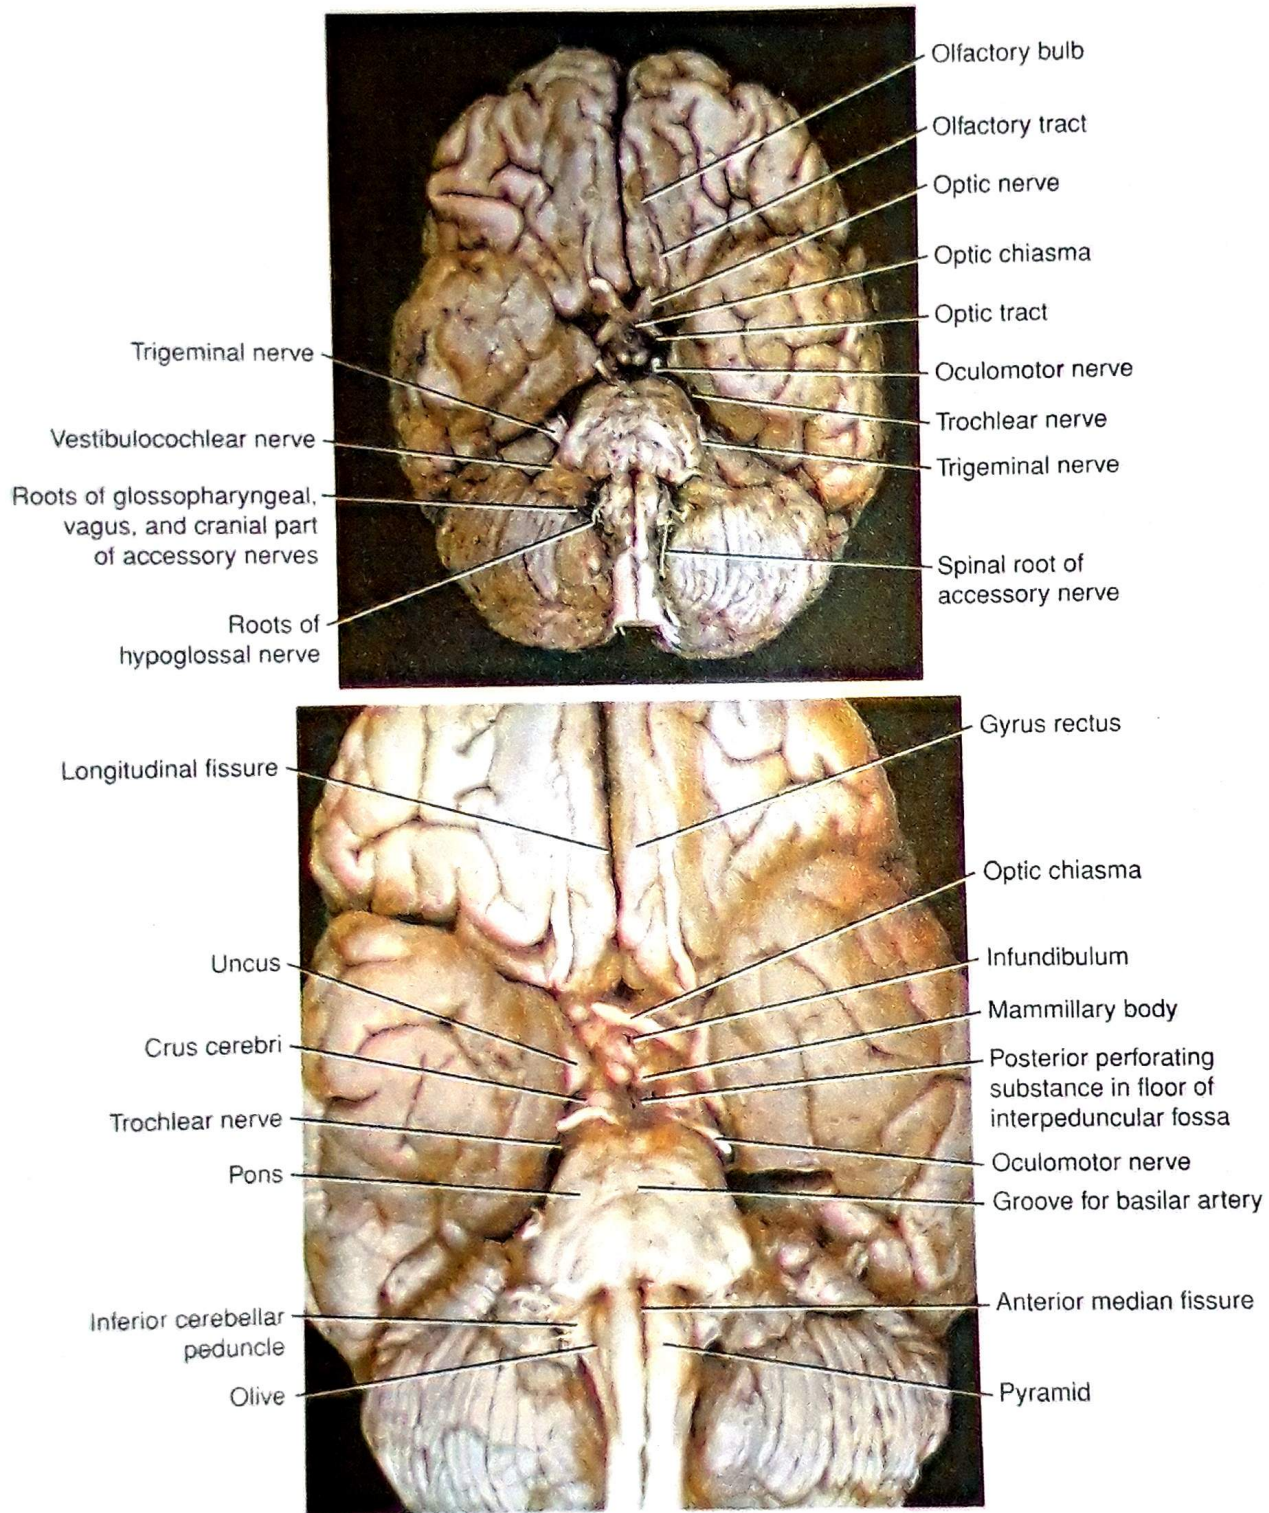 Olfactory bulb
Olfactory tract
Optic nerve
Optic chiasma
Optic tract
Oculomotor nerve
Trochlear nerve
Trigeminal nerve
Spinal root of
accessory nerve
Trigeminal nerve
Vestibulocochlear nerve
Roots of glossopharyngeal,
vagus, and cranial part
of accessory nerves
Roots of
hypoglossal nerve
Longitudinal fissure
Uncus
Crus cerebri
Trochlear nerve
Pons
Inferior cerebellar
peduncle
Olive
Gyrus rectus
Optic chiasma
Infundibulum
Mammillary body
Posterior perforating
substance in floor of
interpeduncular fossa
Oculomotor nerve
Groove for basilar artery
Anterior median fissure
Pyramid